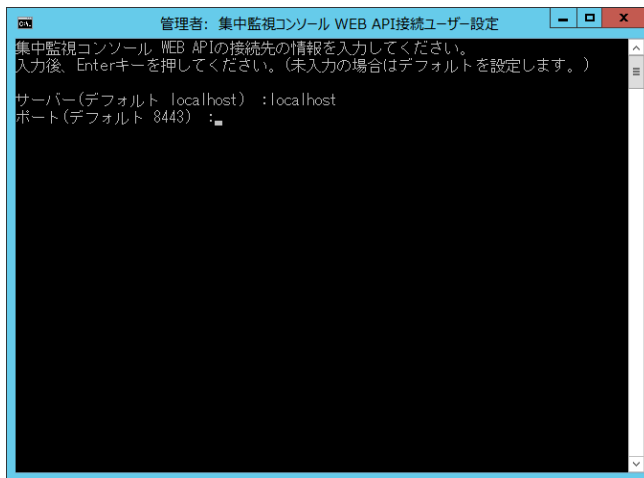 管理者: 集中監視コンソール WEB API接続ユーザー設定
集中監視コンソール WEB APIの接続先の情報を入力してください。
入力後、Enterキーを押してください。(未入力の場合はデフォルトを設定します。)
サーバー(デフォルト localhost) :localhost
ポート(デフォルト 8443) :